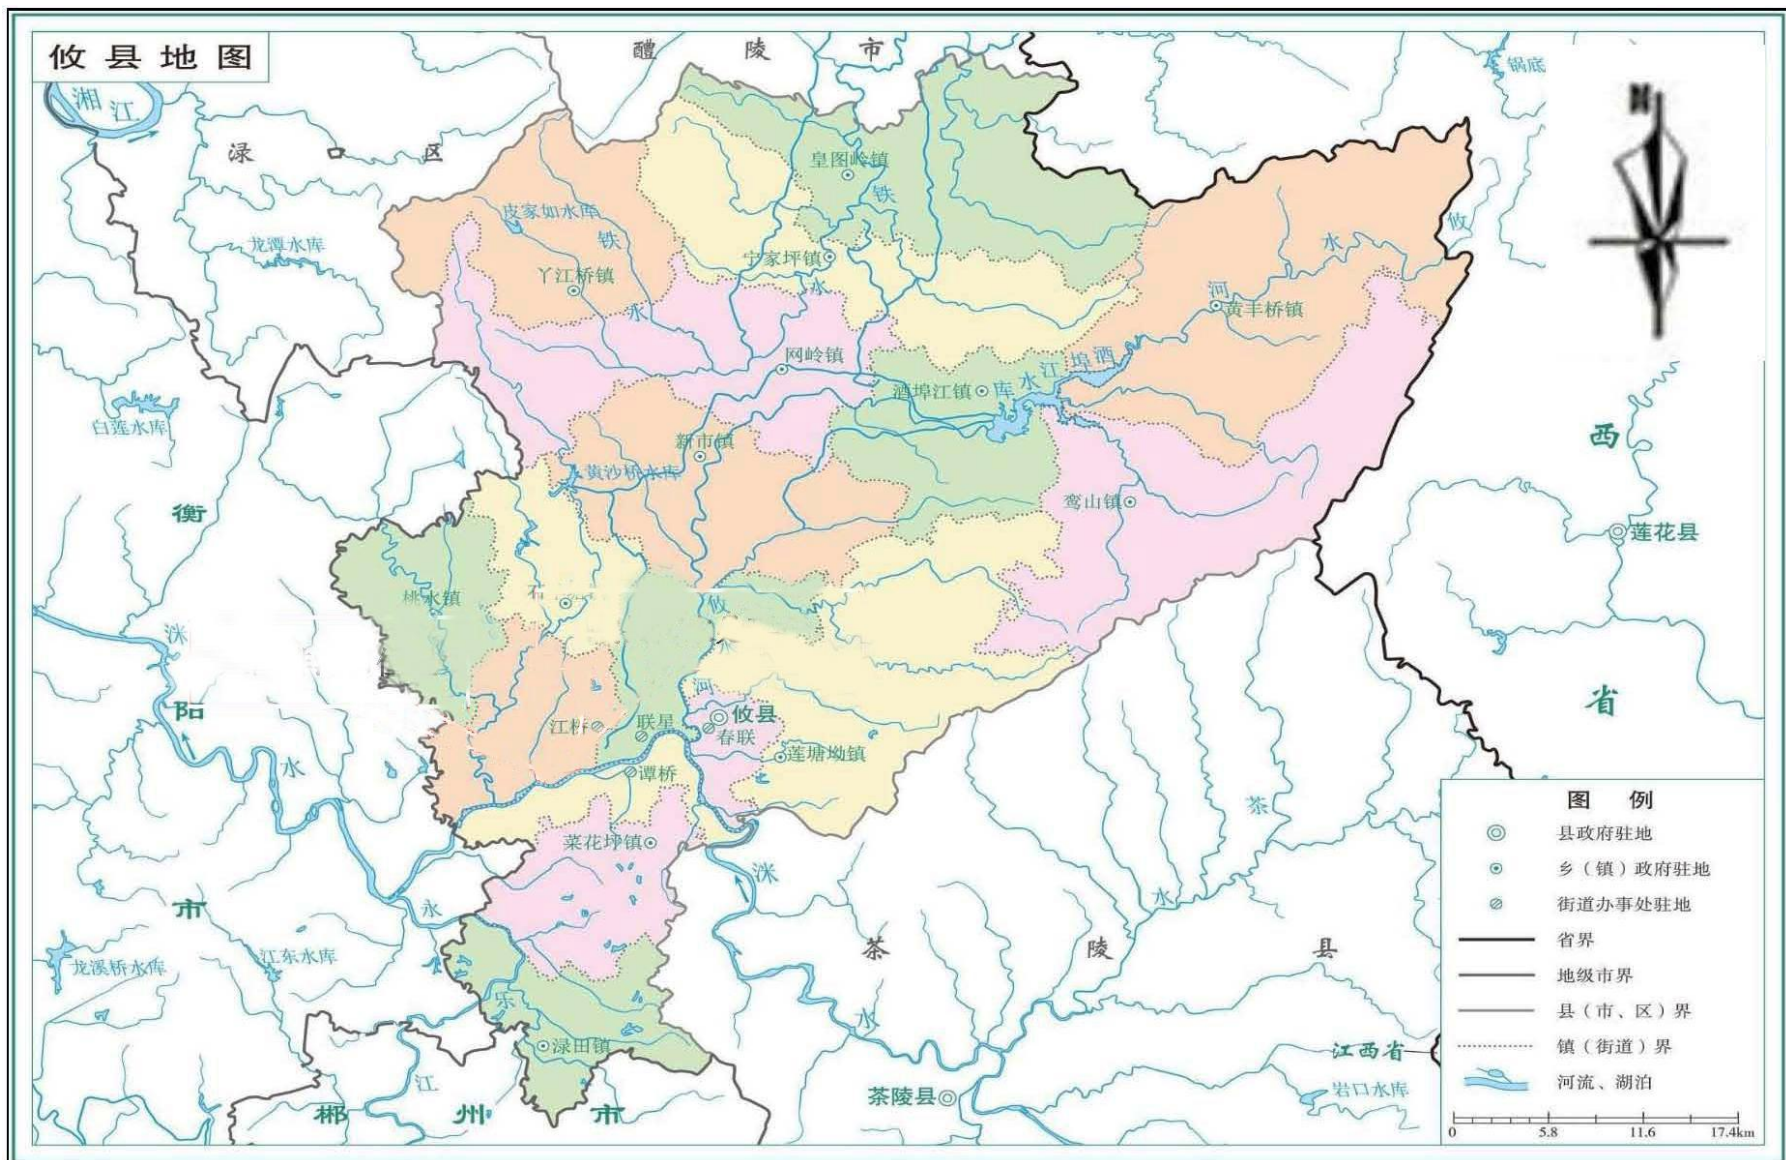 攸县地图
醴陵市
锅底
湘江
渌口区
N
皇图岭镇
铁
皮家如水库
铁
攸
水
龙潭水库
宁家坪镇
丫江桥镇
水
水
河
黄丰桥镇
网岭镇
酒埠江水库
酒埠江镇
白莲水库
新市镇
西
黄沙桥水库
鸾山镇
衡
莲花县
桃水镇
攸
水
洣
河
省
阳
江桥
联星
攸县
春联
水
谭桥
莲塘坳镇
茶
图例
县政府驻地
菜花坪镇
洣
乡（镇）政府驻地
水
市
永
街道办事处驻地
茶陵县
省界
龙溪桥水库
江东水库
地级市界
乐
县（市、区）界
水
渌田镇
江西省
镇（街道）界
江
河流、湖泊
茶陵县
岩口水库
郴州市
0 5.8 11.6 17.4km